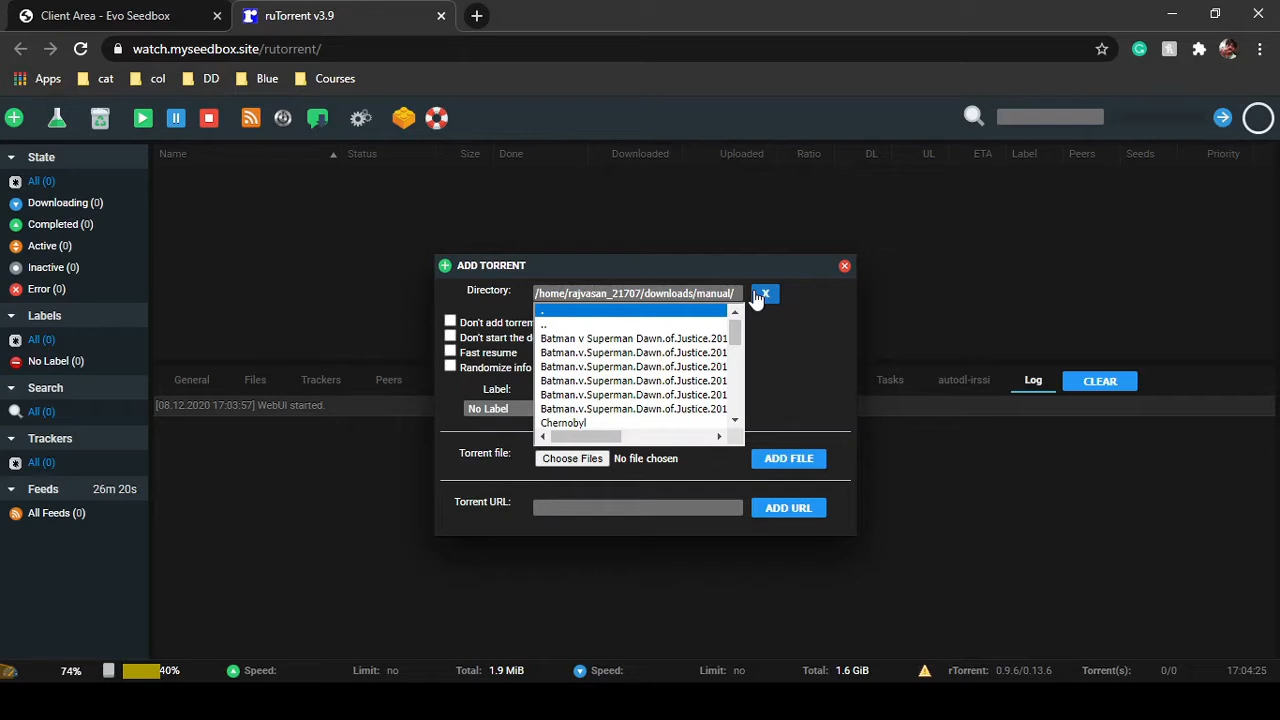 Client Area - Evo Seedbox
ruTorrent v3.9
watch.myseedbox.site/rutorrent/
Apps cat col DD Blue Courses
State
All (0)
Downloading (0)
Completed (0)
Active (0)
Inactive (0)
Error (0)
Labels
All (0)
No Label (0)
Search
All (0)
Trackers
All (0)
Feeds 26m 20s
All Feeds (0)
Name Status Size Done Downloaded Uploaded Ratio DL UL ETA Label Peers Seeds Priority
ADD TORRENT
Directory: /home/rajvasan_21707/downloads/manual/ X
.
..
Batman v Superman Dawn.of.Justice.201
Batman.v.Superman.Dawn.of.Justice.201
Batman.v.Superman.Dawn.of.Justice.201
Batman.v.Superman.Dawn.of.Justice.201
Batman.v.Superman.Dawn.of.Justice.201
Batman.v.Superman.Dawn.of.Justice.201
Chernobyl
Don't add torren
Don't start the d
Fast resume
Randomize info
Label:
No Label
Torrent file: Choose Files No file chosen ADD FILE
Torrent URL: ADD URL
General Files Trackers Peers Tasks autodl-irssi Log CLEAR
[08.12.2020 17:03:57] WebUI started.
74% 40% Speed: Limit: no Total: 1.9 MiB Speed: Limit: no Total: 1.6 GiB rTorrent: 0.9.6/0.13.6 Torrent(s): 0/0 17:04:25